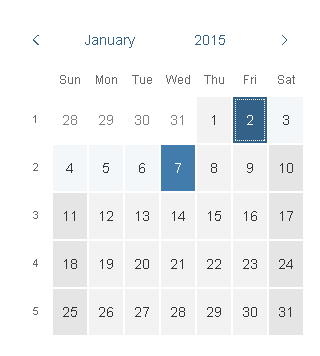 January 2015
Sun Mon Tue Wed Thu Fri Sat
1 28 29 30 31 1 2 3
2 4 5 6 7 8 9 10
3 11 12 13 14 15 16 17
4 18 19 20 21 22 23 24
5 25 26 27 28 29 30 31